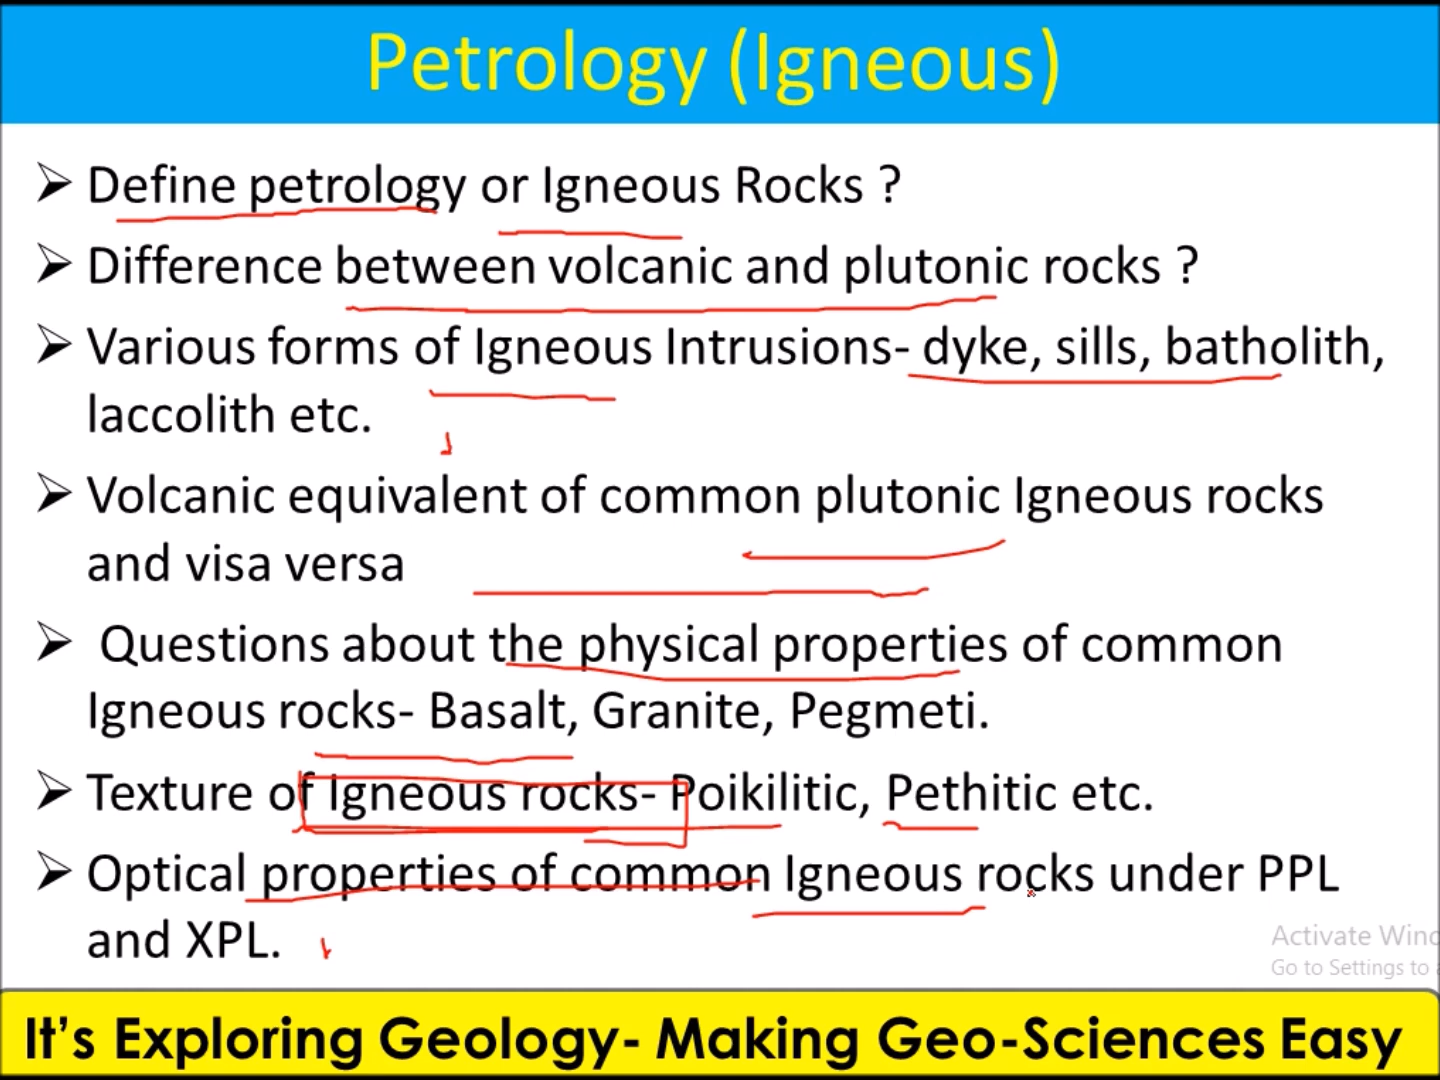 Petrology (Igneous)
➢ Define petrology or Igneous Rocks ?
➢ Difference between volcanic and plutonic rocks ?
➢ Various forms of Igneous Intrusions- dyke, sills, batholith,
laccolith etc.
➢ Volcanic equivalent of common plutonic Igneous rocks
and visa versa
➢ Questions about the physical properties of common
Igneous rocks- Basalt, Granite, Pegmeti.
➢ Texture of Igneous rocks- Poikilitic, Pethitic etc.
➢ Optical properties of common Igneous rocks under PPL
and XPL.
Activate Wind
Go to Settings to a
It's Exploring Geology- Making Geo-Sciences Easy